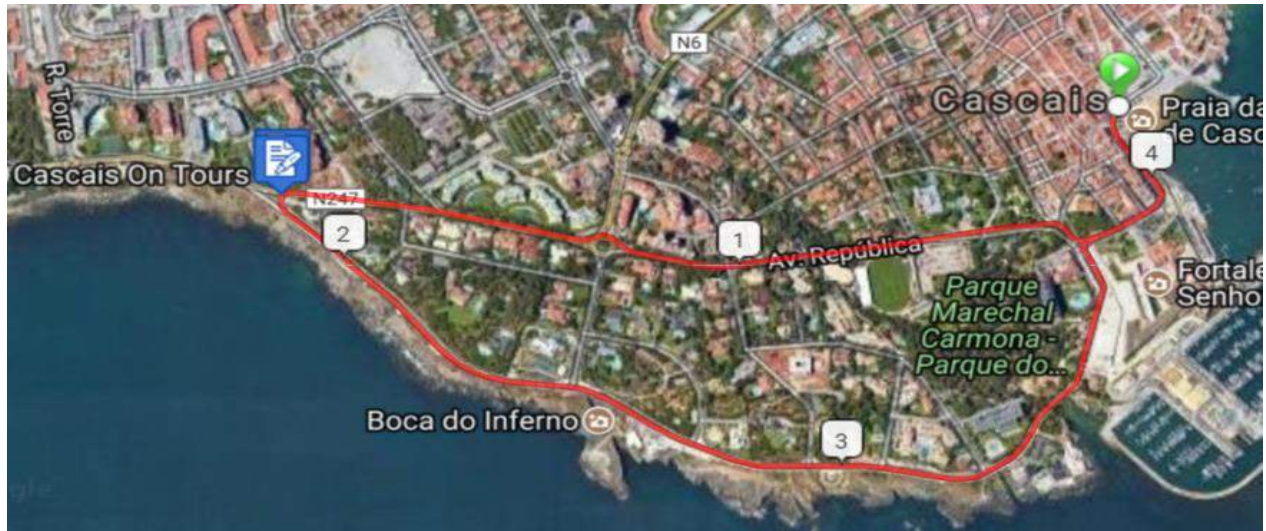 N6
R. Torre
Cascais
Praia da
de Casc
4
Cascais On Tours
N247
2
1
Av. República
Fortale
Senho
Parque
Marechal
Carmona -
Parque do...
Boca do Inferno
3